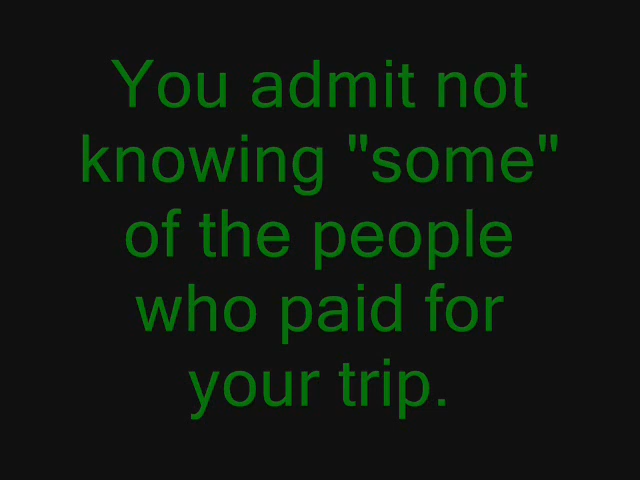 You admit not
knowing "some"
of the people
who paid for
your trip.